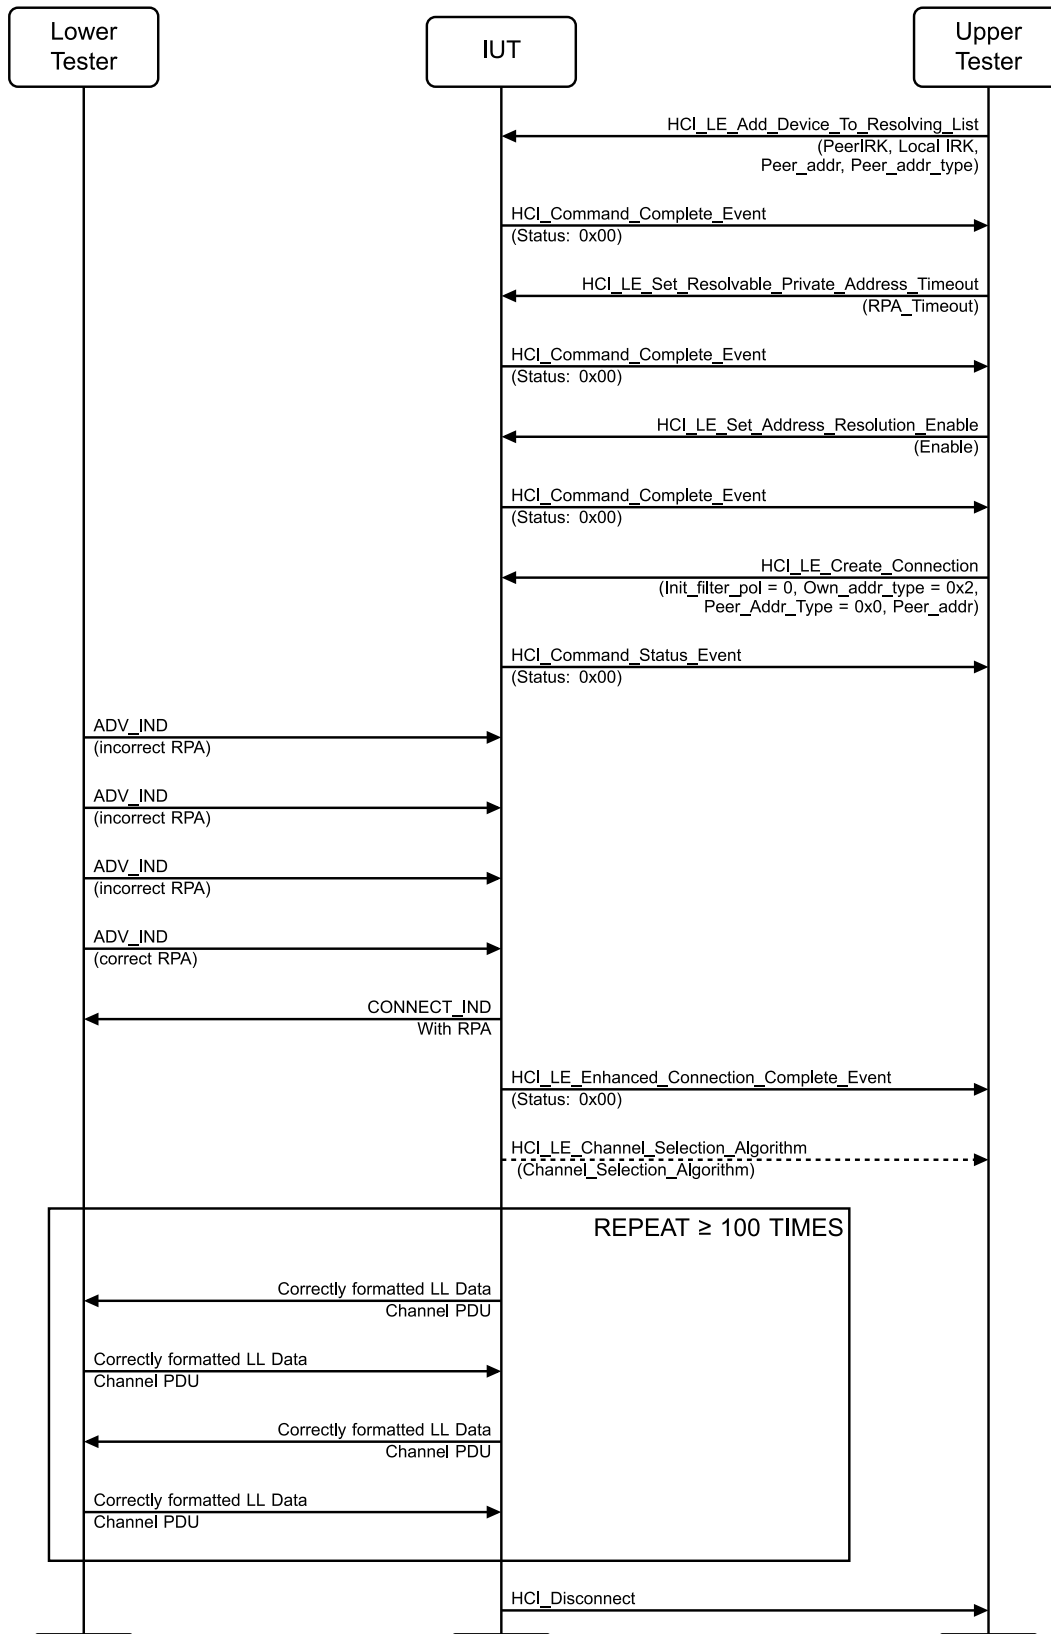 Lower
Tester
IUT
Upper
Tester
HCI_LE_Add_Device_To_Resolving_List
(PeerIRK, Local IRK,
Peer_addr, Peer_addr_type)
HCI_Command_Complete_Event
(Status: 0x00)
HCI_LE_Set_Resolvable_Private_Address_Timeout
(RPA_Timeout)
HCI_Command_Complete_Event
(Status: 0x00)
HCI_LE_Set_Address_Resolution_Enable
(Enable)
HCI_Command_Complete_Event
(Status: 0x00)
HCI_LE_Create_Connection
(Init_filter_pol = 0, Own_addr_type = 0x2,
Peer_Addr_Type = 0x0, Peer_addr)
HCI_Command_Status_Event
(Status: 0x00)
ADV_IND
(incorrect RPA)
ADV_IND
(incorrect RPA)
ADV_IND
(incorrect RPA)
ADV_IND
(correct RPA)
CONNECT_IND
With RPA
HCI_LE_Enhanced_Connection_Complete_Event
(Status: 0x00)
HCI_LE_Channel_Selection_Algorithm
(Channel_Selection_Algorithm)
REPEAT ≥ 100 TIMES
Correctly formatted LL Data
Channel PDU
Correctly formatted LL Data
Channel PDU
Correctly formatted LL Data
Channel PDU
Correctly formatted LL Data
Channel PDU
HCI_Disconnect